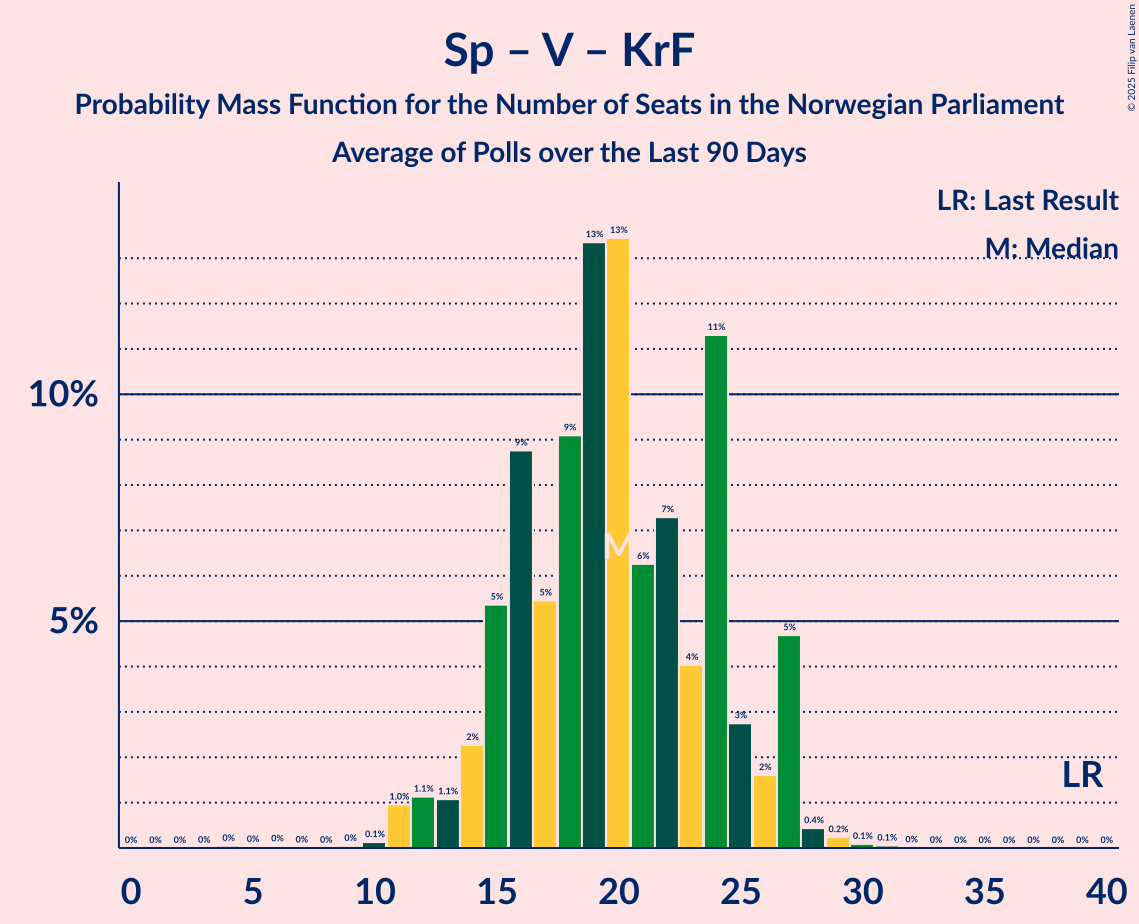 Sp – V – KrF
Probability Mass Function for the Number of Seats in the Norwegian Parliament
Average of Polls over the Last 90 Days
© 2025 Filip van Laenen
LR: Last Result
M: Median
10%
5%
0% 0% 0% 0% 0% 0% 0% 0% 0% 0% 0.1% 1.0% 1.1% 1.1% 2% 5% 9% 5% 9% 13% 13% 6% 7% 4% 11% 3% 2% 5% 0.4% 0.2% 0.1% 0.1% 0% 0% 0% 0% 0% 0% 0% 0% 0%
M
LR
0 5 10 15 20 25 30 35 40